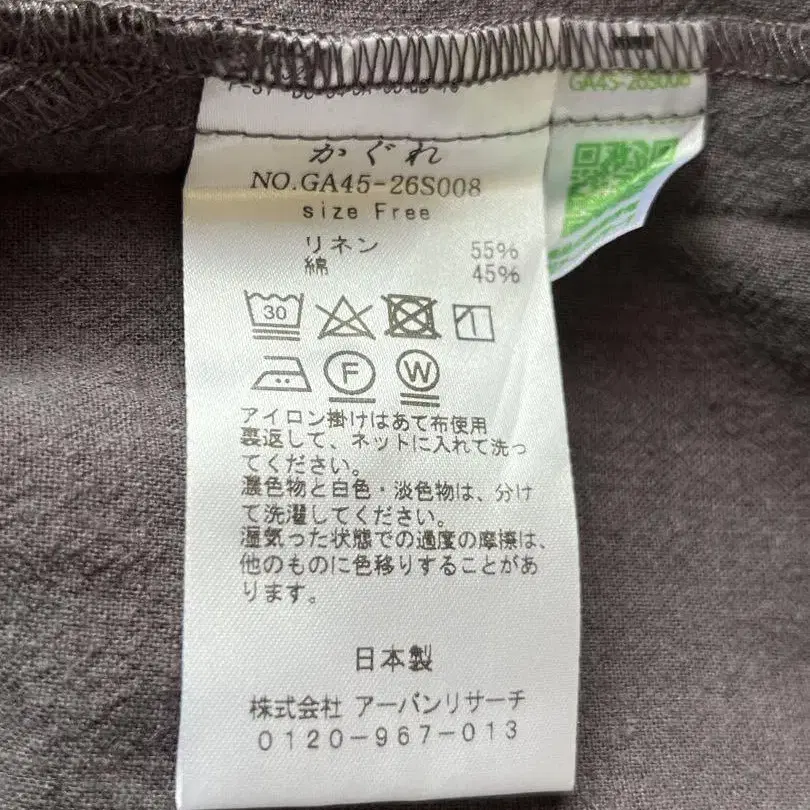 GA45-26S008
かぐれ
NO.GA45-26S008
size Free
リネン 55%
綿 45%
30
F
W
アイロン掛けはあて布使用
裏返して、ネットに入れて洗っ
てください。
濃色物と白色・淡色物は、分け
て洗濯してください。
湿気った状態での過度の摩擦は、
他のものに色移りすることがあ
ります。
日本製
株式会社 アーバンリサーチ
0120-967-013